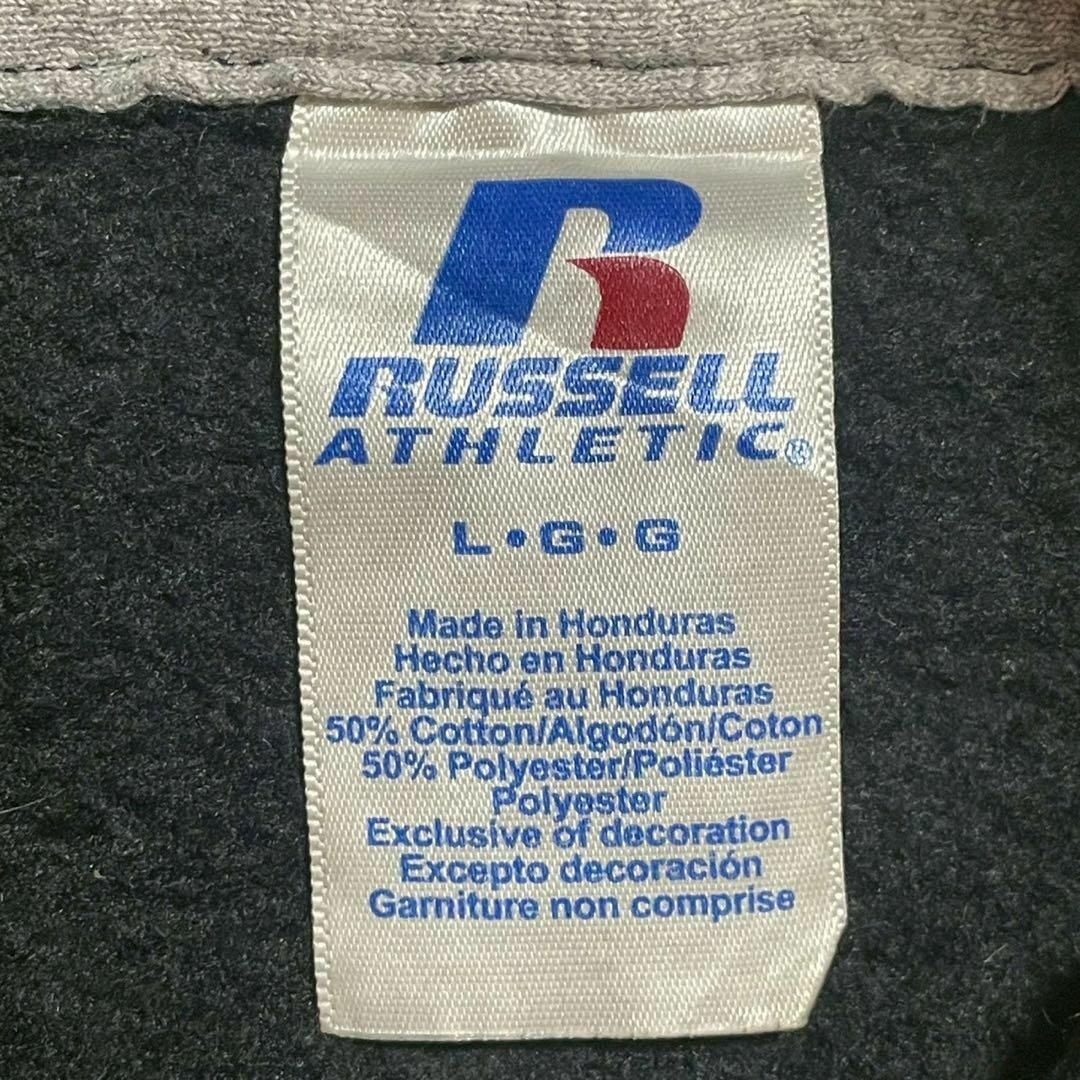 R
RUSSELL
ATHLETIC®
L•G•G
Made in Honduras
Hecho en Honduras
Fabriqué au Honduras
50% Cotton/Algodón/Coton
50% Polyester/Poliéster
Polyester
Exclusive of decoration
Excepto decoración
Garniture non comprise